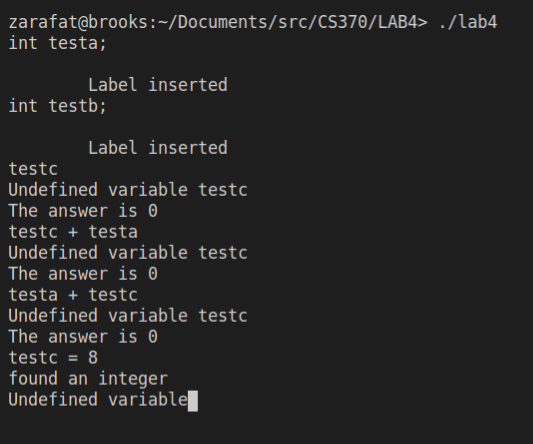 zarafat@brooks:~/Documents/src/CS370/LAB4> ./lab4
int testa;
Label inserted
int testb;
Label inserted
testc
Undefined variable testc
The answer is 0
testc + testa
Undefined variable testc
The answer is 0
testa + testc
Undefined variable testc
The answer is 0
testc = 8
found an integer
Undefined variable